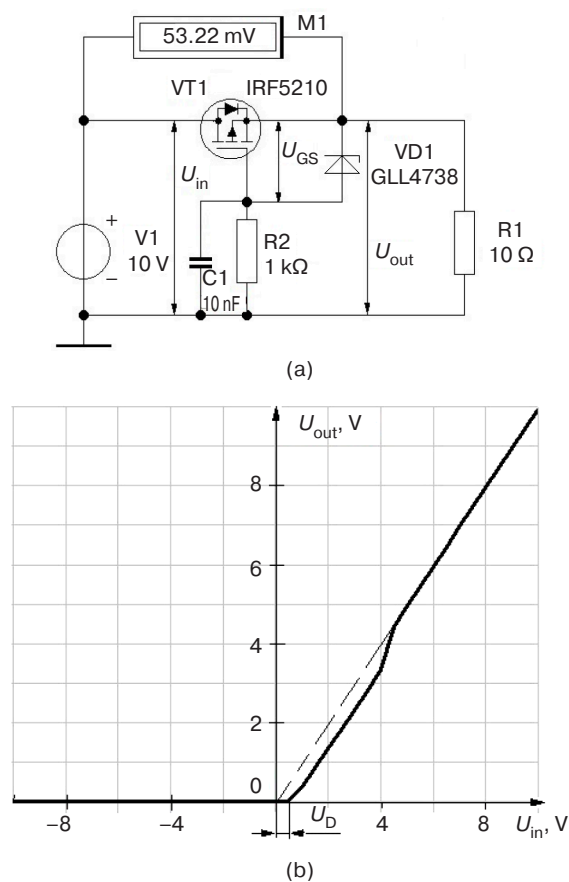 M1
53.22 mV
VT1 IRF5210
U_GS
VD1
GLL4738
U_in
+
V1
10 V
−
R2
1 kΩ
C1
10 nF
U_out
R1
10 Ω
(a)
U_out, V
8
6
4
2
0
−8 −4 U_D 4 8 U_in, V
(b)